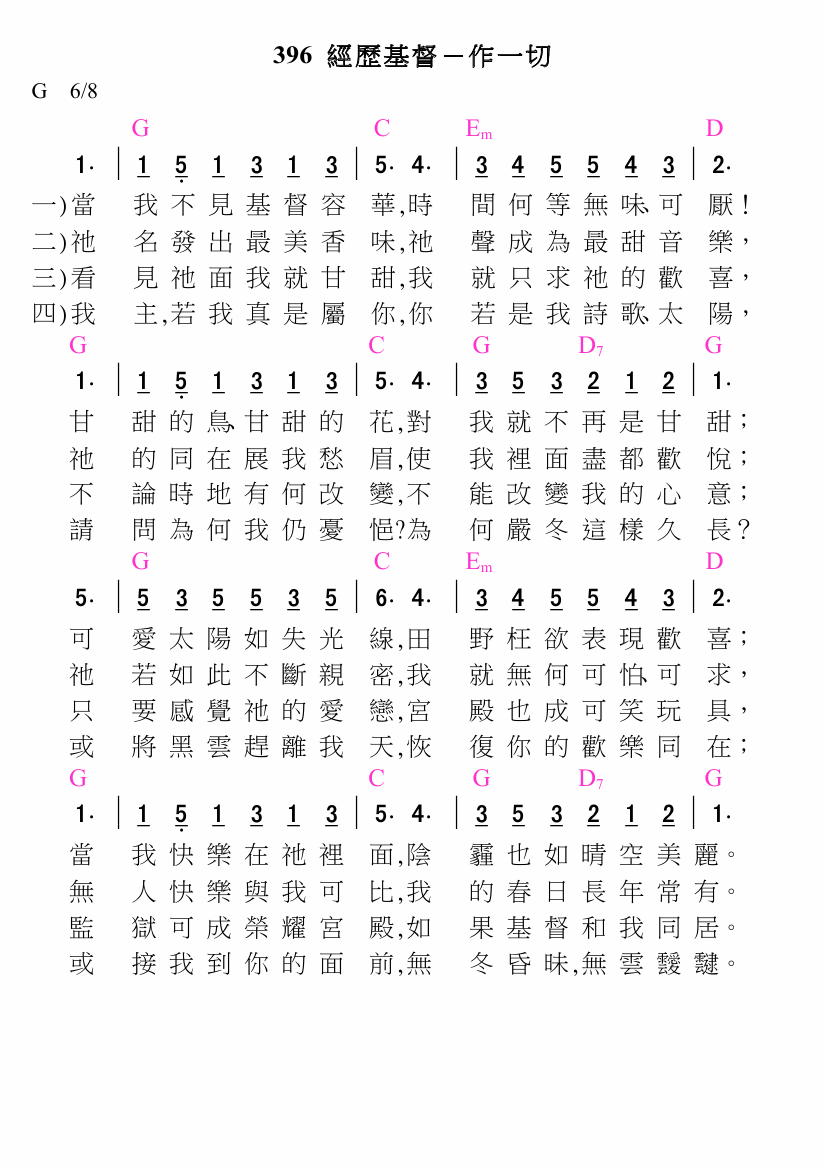 396 經歷基督－作一切
G 6/8
G C Em D
1· | 1 5 1 3 1 3 | 5· 4· | 3 4 5 5 4 3 | 2·
一)當 我不見基督容華,時間何等無味、可厭！
二)祂 名發出最美香味,祂聲成為最甜音樂，
三)看 見祂面我就甘甜,我就只求祂的歡喜，
四)我 主,若我真是屬你,你若是我詩歌、太陽，
G C G D7 G
1· | 1 5 1 3 1 3 | 5· 4· | 3 5 3 2 1 2 | 1·
甘 甜的鳥、甘甜的花,對我就不再是甘甜；
祂 的同在展我愁眉,使我裡面盡都歡悅；
不 論時地有何改變,不能改變我的心意；
請 問為何我仍憂悒?為何嚴冬這樣久長？
G C Em D
5· | 5 3 5 5 3 5 | 6· 4· | 3 4 5 5 4 3 | 2·
可 愛太陽如失光線,田野枉欲表現歡喜；
祂 若如此不斷親密,我就無何可怕、可求，
只 要感覺祂的愛戀,宮殿也成可笑玩具，
或 將黑雲趕離我天,恢復你的歡樂同在；
G C G D7 G
1· | 1 5 1 3 1 3 | 5· 4· | 3 5 3 2 1 2 | 1·
當 我快樂在祂裡面,陰霾也如晴空美麗。
無 人快樂與我可比,我的春日長年常有。
監 獄可成榮耀宮殿,如果基督和我同居。
或 接我到你的面前,無冬昏昧,無雲靉靆。